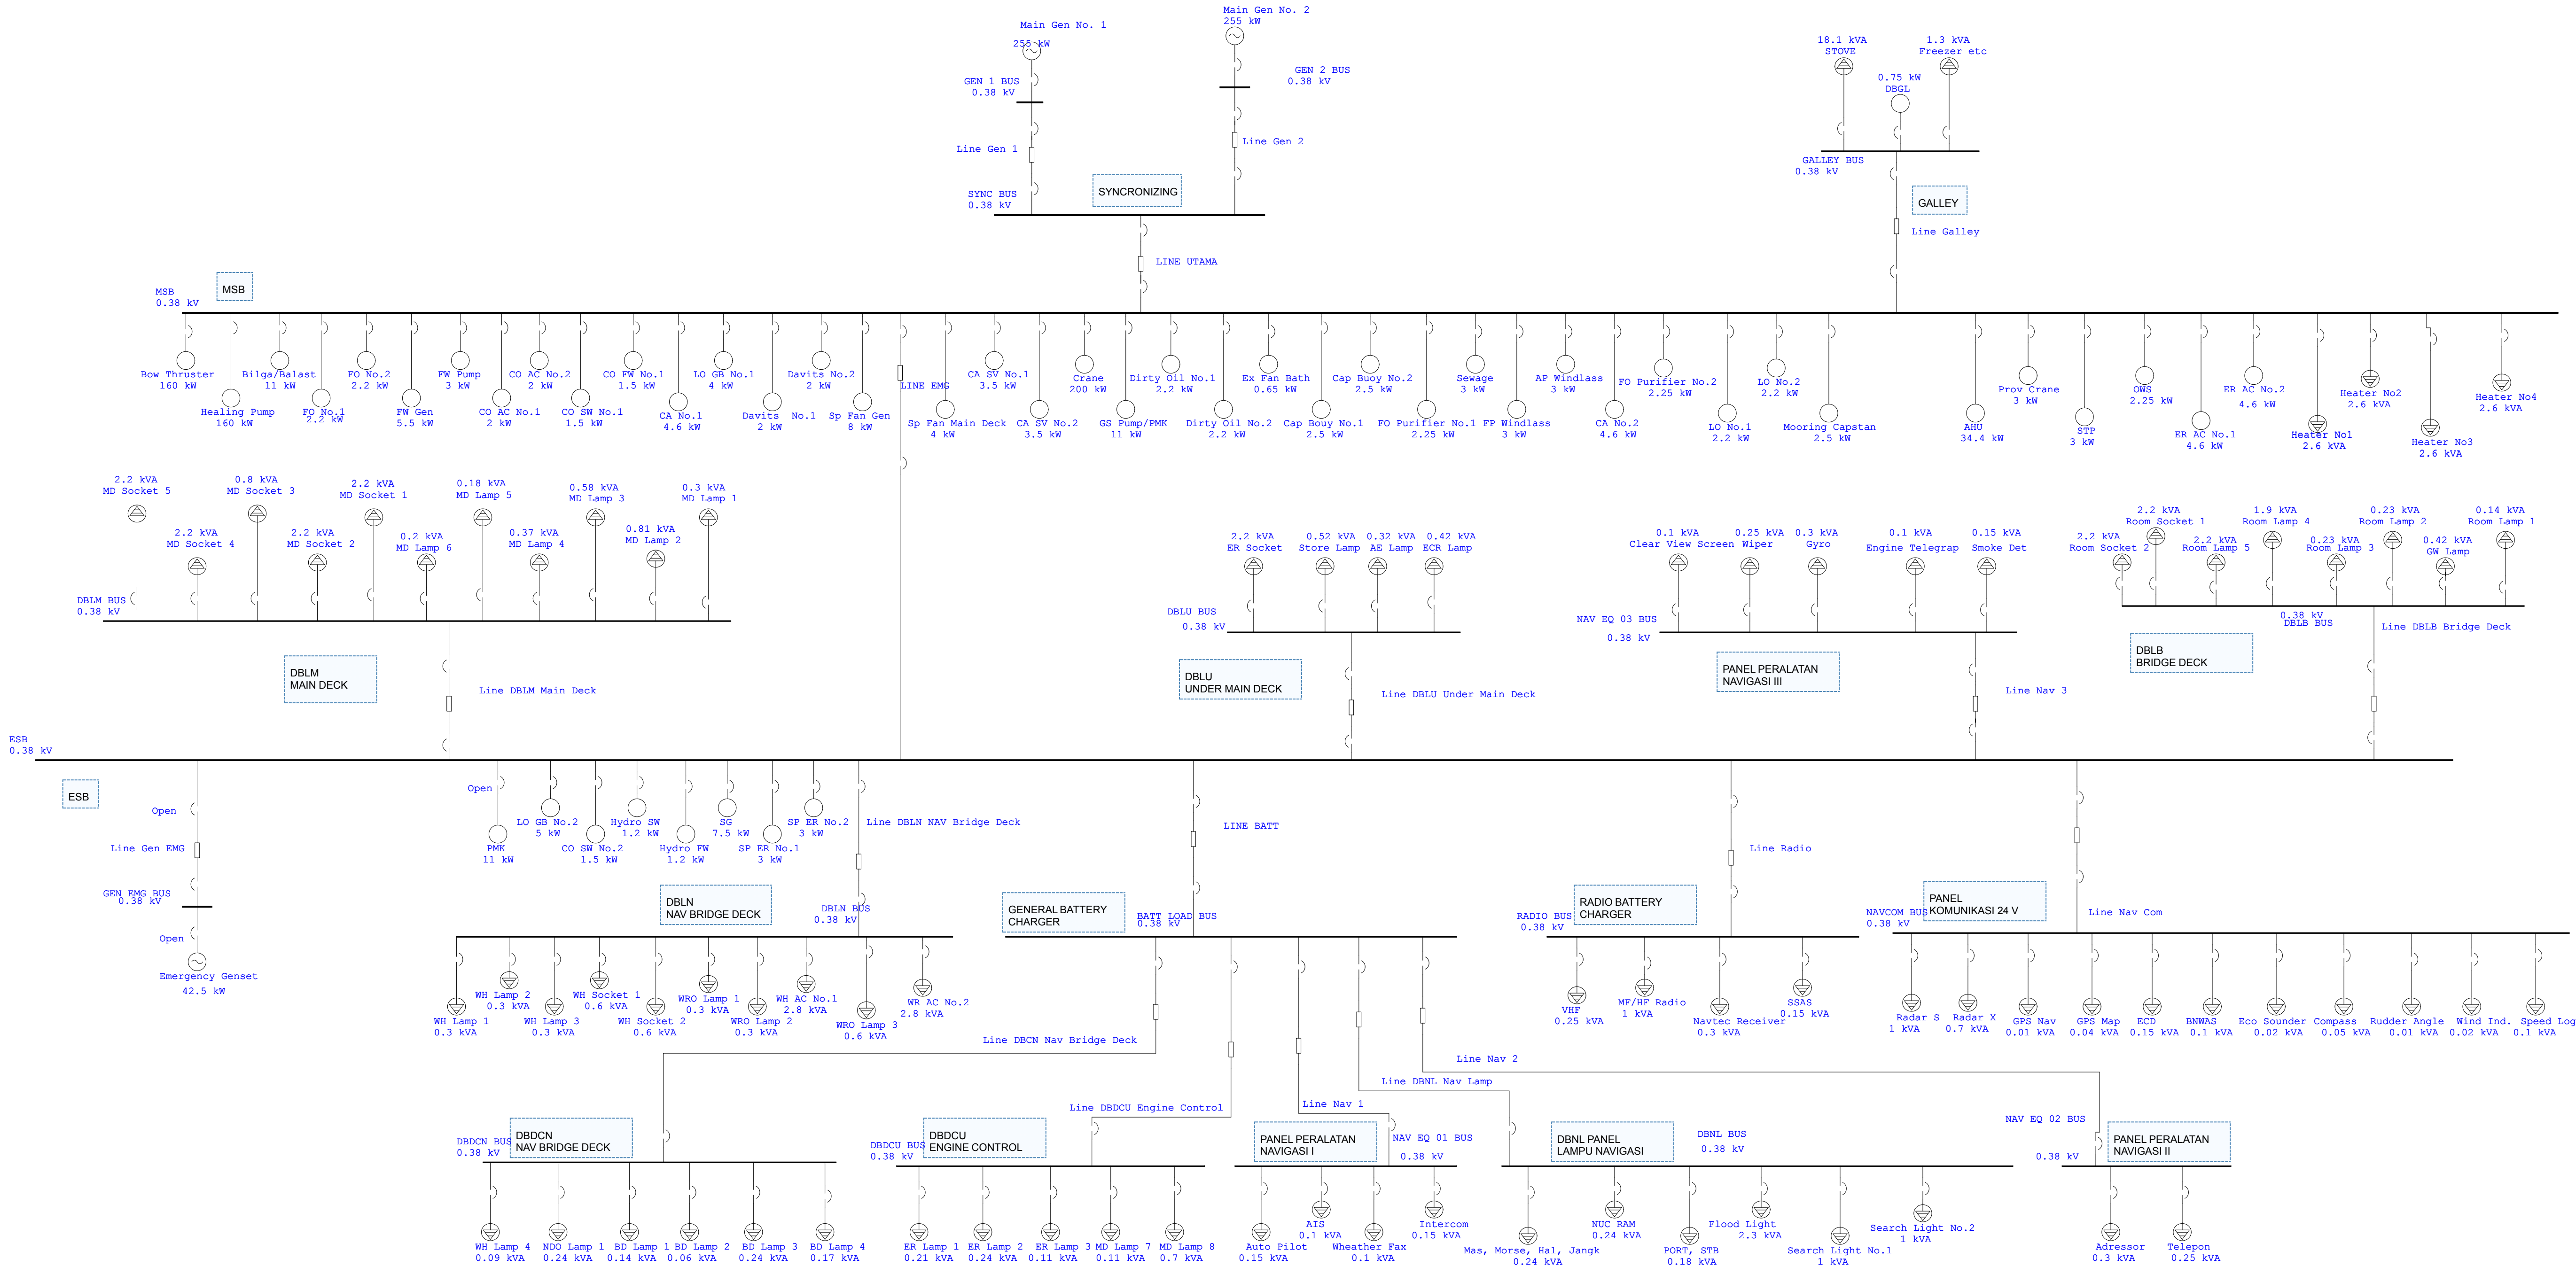 Main Gen No. 1
255 kW
Main Gen No. 2
255 kW
GEN 1 BUS
0.38 kV
GEN 2 BUS
0.38 kV
Line Gen 1
Line Gen 2
SYNC BUS
0.38 kV
SYNCRONIZING
LINE UTAMA
18.1 kVA
STOVE
0.75 kW
DBGL
1.3 kVA
Freezer etc
GALLEY BUS
0.38 kV
GALLEY
Line Galley
MSB
0.38 kV
MSB
Bow Thruster
160 kW
Healing Pump
160 kW
Bilga/Balast
11 kW
FO No.1
2.2 kW
FO No.2
2.2 kW
FW Gen
5.5 kW
FW Pump
3 kW
CO AC No.1
2 kW
CO AC No.2
2 kW
CO SW No.1
1.5 kW
CO FW No.1
1.5 kW
CA No.1
4.6 kW
LO GB No.1
4 kW
Davits  No.1
2 kW
Davits No.2
2 kW
Sp Fan Gen
8 kW
LINE EMG
Sp Fan Main Deck
4 kW
CA SV No.1
3.5 kW
CA SV No.2
3.5 kW
Crane
200 kW
GS Pump/PMK
11 kW
Dirty Oil No.1
2.2 kW
Dirty Oil No.2
2.2 kW
Ex Fan Bath
0.65 kW
Cap Bouy No.1
2.5 kW
Cap Buoy No.2
2.5 kW
FO Purifier No.1
2.25 kW
Sewage
3 kW
FP Windlass
3 kW
AP Windlass
3 kW
CA No.2
4.6 kW
FO Purifier No.2
2.25 kW
LO No.1
2.2 kW
LO No.2
2.2 kW
Mooring Capstan
2.5 kW
AHU
34.4 kW
Prov Crane
3 kW
STP
3 kW
OWS
2.25 kW
ER AC No.1
4.6 kW
ER AC No.2
4.6 kW
Heater No1
2.6 kVA
Heater No2
2.6 kVA
Heater No3
2.6 kVA
Heater No4
2.6 kVA
2.2 kVA
MD Socket 5
2.2 kVA
MD Socket 4
0.8 kVA
MD Socket 3
2.2 kVA
MD Socket 2
2.2 kVA
MD Socket 1
0.2 kVA
MD Lamp 6
0.18 kVA
MD Lamp 5
0.37 kVA
MD Lamp 4
0.58 kVA
MD Lamp 3
0.81 kVA
MD Lamp 2
0.3 kVA
MD Lamp 1
DBLM BUS
0.38 kV
DBLM
MAIN DECK
Line DBLM Main Deck
2.2 kVA
ER Socket
0.52 kVA
Store Lamp
0.32 kVA
AE Lamp
0.42 kVA
ECR Lamp
DBLU BUS
0.38 kV
DBLU
UNDER MAIN DECK
Line DBLU Under Main Deck
0.1 kVA
Clear View Screen
0.25 kVA
Wiper
0.3 kVA
Gyro
0.1 kVA
Engine Telegrap
0.15 kVA
Smoke Det
NAV EQ 03 BUS
0.38 kV
PANEL PERALATAN
NAVIGASI III
Line Nav 3
2.2 kVA
Room Socket 2
2.2 kVA
Room Socket 1
2.2 kVA
Room Lamp 5
1.9 kVA
Room Lamp 4
0.23 kVA
Room Lamp 3
0.23 kVA
Room Lamp 2
0.42 kVA
GW Lamp
0.14 kVA
Room Lamp 1
0.38 kV
DBLB BUS
DBLB
BRIDGE DECK
Line DBLB Bridge Deck
ESB
0.38 kV
ESB
Open
Line Gen EMG
GEN EMG BUS
0.38 kV
Open
Emergency Genset
42.5 kW
Open
PMK
11 kW
LO GB No.2
5 kW
CO SW No.2
1.5 kW
Hydro SW
1.2 kW
Hydro FW
1.2 kW
SG
7.5 kW
SP ER No.1
3 kW
SP ER No.2
3 kW
Line DBLN NAV Bridge Deck
DBLN
NAV BRIDGE DECK
DBLN BUS
0.38 kV
WH Lamp 1
0.3 kVA
WH Lamp 2
0.3 kVA
WH Lamp 3
0.3 kVA
WH Socket 1
0.6 kVA
WH Socket 2
0.6 kVA
WRO Lamp 1
0.3 kVA
WRO Lamp 2
0.3 kVA
WH AC No.1
2.8 kVA
WRO Lamp 3
0.6 kVA
WR AC No.2
2.8 kVA
LINE BATT
GENERAL BATTERY
CHARGER
BATT LOAD BUS
0.38 kV
Line Radio
RADIO BATTERY
CHARGER
RADIO BUS
0.38 kV
VHF
0.25 kVA
MF/HF Radio
1 kVA
Navtec Receiver
0.3 kVA
SSAS
0.15 kVA
PANEL
KOMUNIKASI 24 V
NAVCOM BUS
0.38 kV
Line Nav Com
Radar S
1 kVA
Radar X
0.7 kVA
GPS Nav
0.01 kVA
GPS Map
0.04 kVA
ECD
0.15 kVA
BNWAS
0.1 kVA
Eco Sounder
0.02 kVA
Compass
0.05 kVA
Rudder Angle
0.01 kVA
Wind Ind.
0.02 kVA
Speed Log
0.1 kVA
Line DBCN Nav Bridge Deck
Line DBDCU Engine Control
Line Nav 1
Line DBNL Nav Lamp
Line Nav 2
DBDCN BUS
0.38 kV
DBDCN
NAV BRIDGE DECK
WH Lamp 4
0.09 kVA
NDO Lamp 1
0.24 kVA
BD Lamp 1
0.14 kVA
BD Lamp 2
0.06 kVA
BD Lamp 3
0.24 kVA
BD Lamp 4
0.17 kVA
DBDCU BUS
0.38 kV
DBDCU
ENGINE CONTROL
ER Lamp 1
0.21 kVA
ER Lamp 2
0.24 kVA
ER Lamp 3
0.11 kVA
MD Lamp 7
0.11 kVA
MD Lamp 8
0.7 kVA
PANEL PERALATAN
NAVIGASI I
NAV EQ 01 BUS
0.38 kV
Auto Pilot
0.15 kVA
AIS
0.1 kVA
Wheather Fax
0.1 kVA
Intercom
0.15 kVA
DBNL PANEL
LAMPU NAVIGASI
DBNL BUS
0.38 kV
Mas, Morse, Hal, Jangk
0.24 kVA
NUC RAM
0.24 kVA
PORT, STB
0.18 kVA
Flood Light
2.3 kVA
Search Light No.1
1 kVA
Search Light No.2
1 kVA
NAV EQ 02 BUS
0.38 kV
PANEL PERALATAN
NAVIGASI II
Adressor
0.3 kVA
Telepon
0.25 kVA